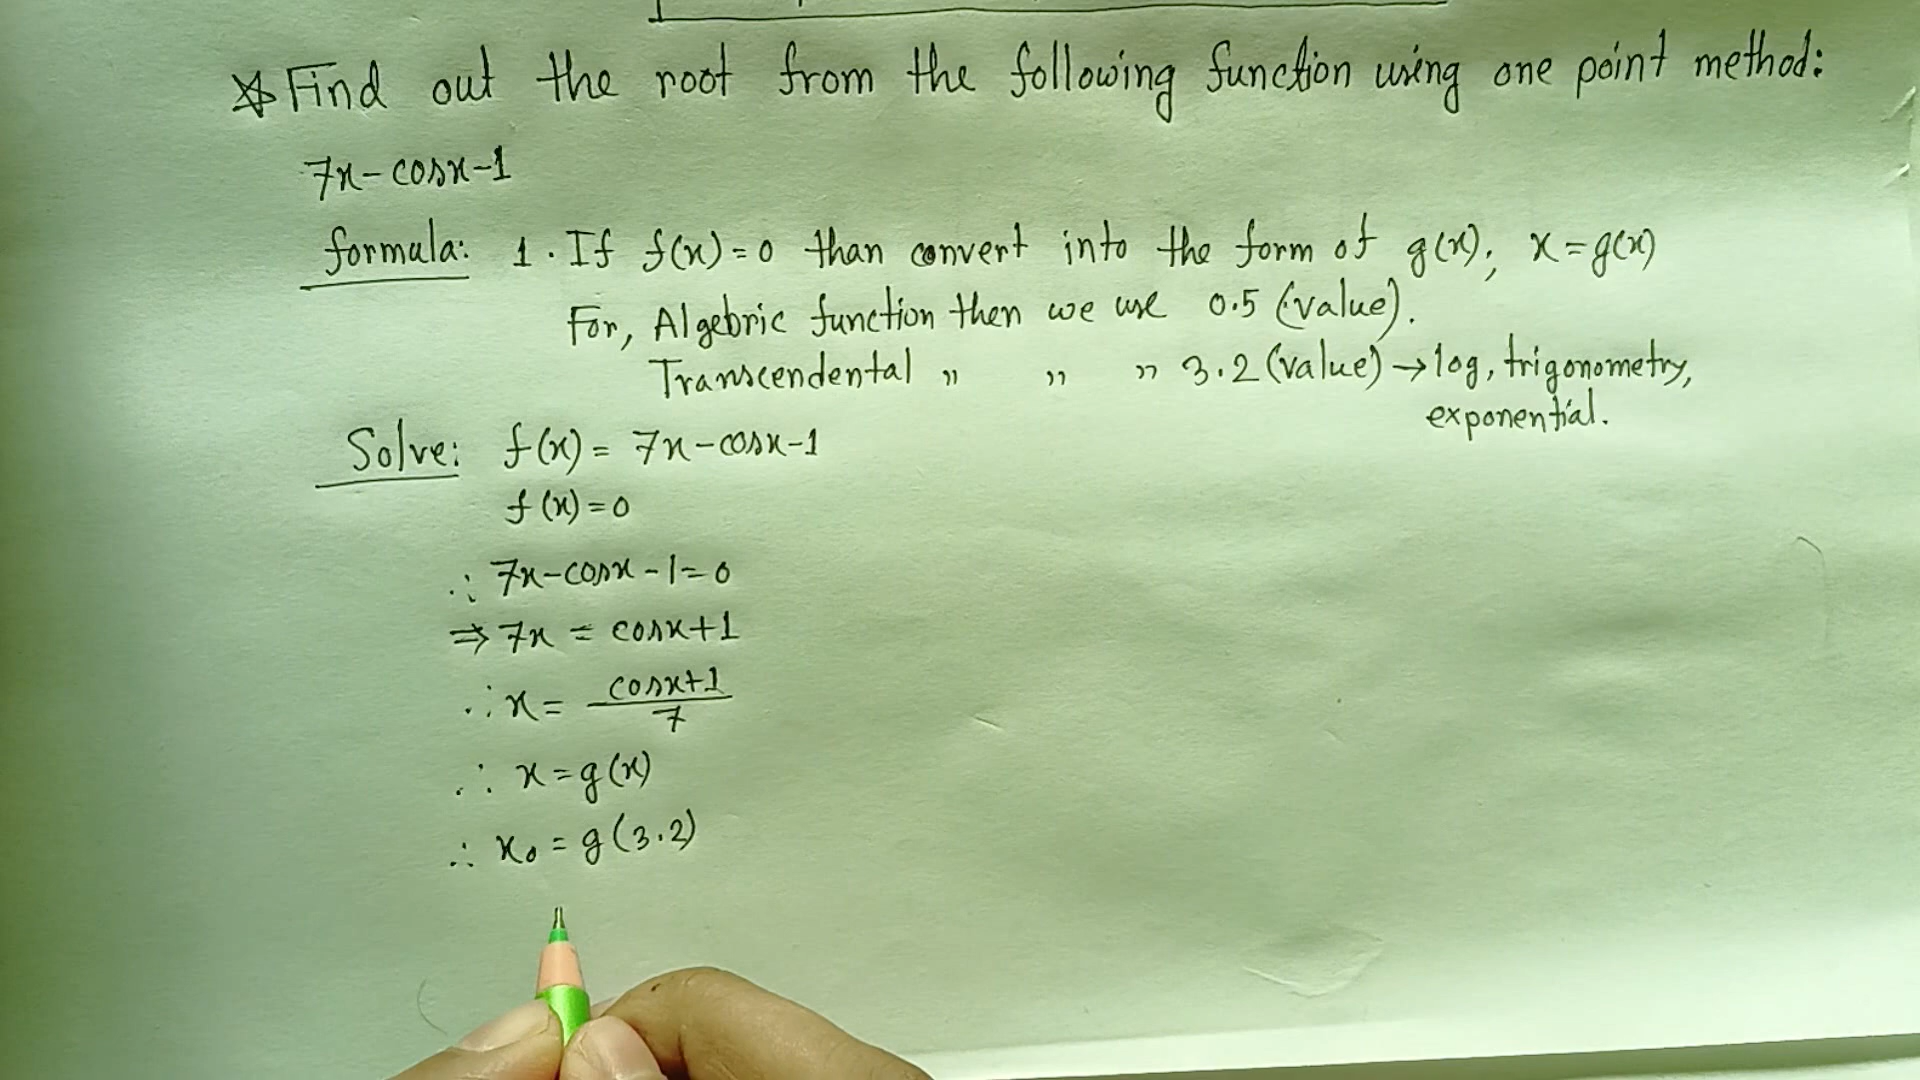 Find out the root from the following function using one point method:
7x-cosx-1
formula: 1. If f(x)=0 than convert into the form of g(x); x=g(x)
For, Algebric function then we use 0.5 (value).
Transcendental " " " 3.2 (value) → log, trigonometry,
exponential.
Solve: f(x) = 7x-cosx-1
f(x)=0
∴ 7x-cosx-1=0
⇒ 7x = cosx+1
∴ x = cosx+1
7
∴ x=g(x)
∴ x₀ = g(3.2)